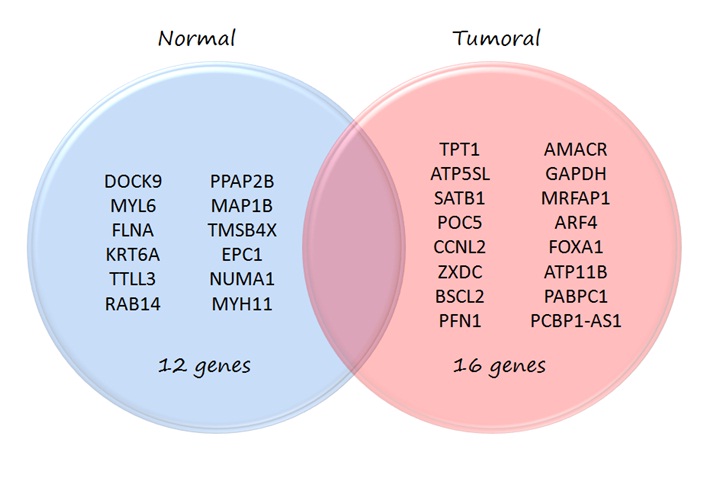 Normal
Tumoral
DOCK9 PPAP2B
MYL6 MAP1B
FLNA TMSB4X
KRT6A EPC1
TTLL3 NUMA1
RAB14 MYH11
12 genes
TPT1 AMACR
ATP5SL GAPDH
SATB1 MRFAP1
POC5 ARF4
CCNL2 FOXA1
ZXDC ATP11B
BSCL2 PABPC1
PFN1 PCBP1-AS1
16 genes